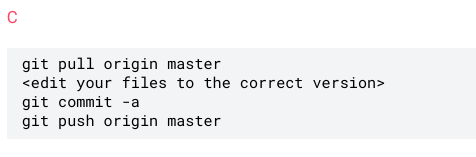 C
git pull origin master
<edit your files to the correct version>
git commit -a
git push origin master